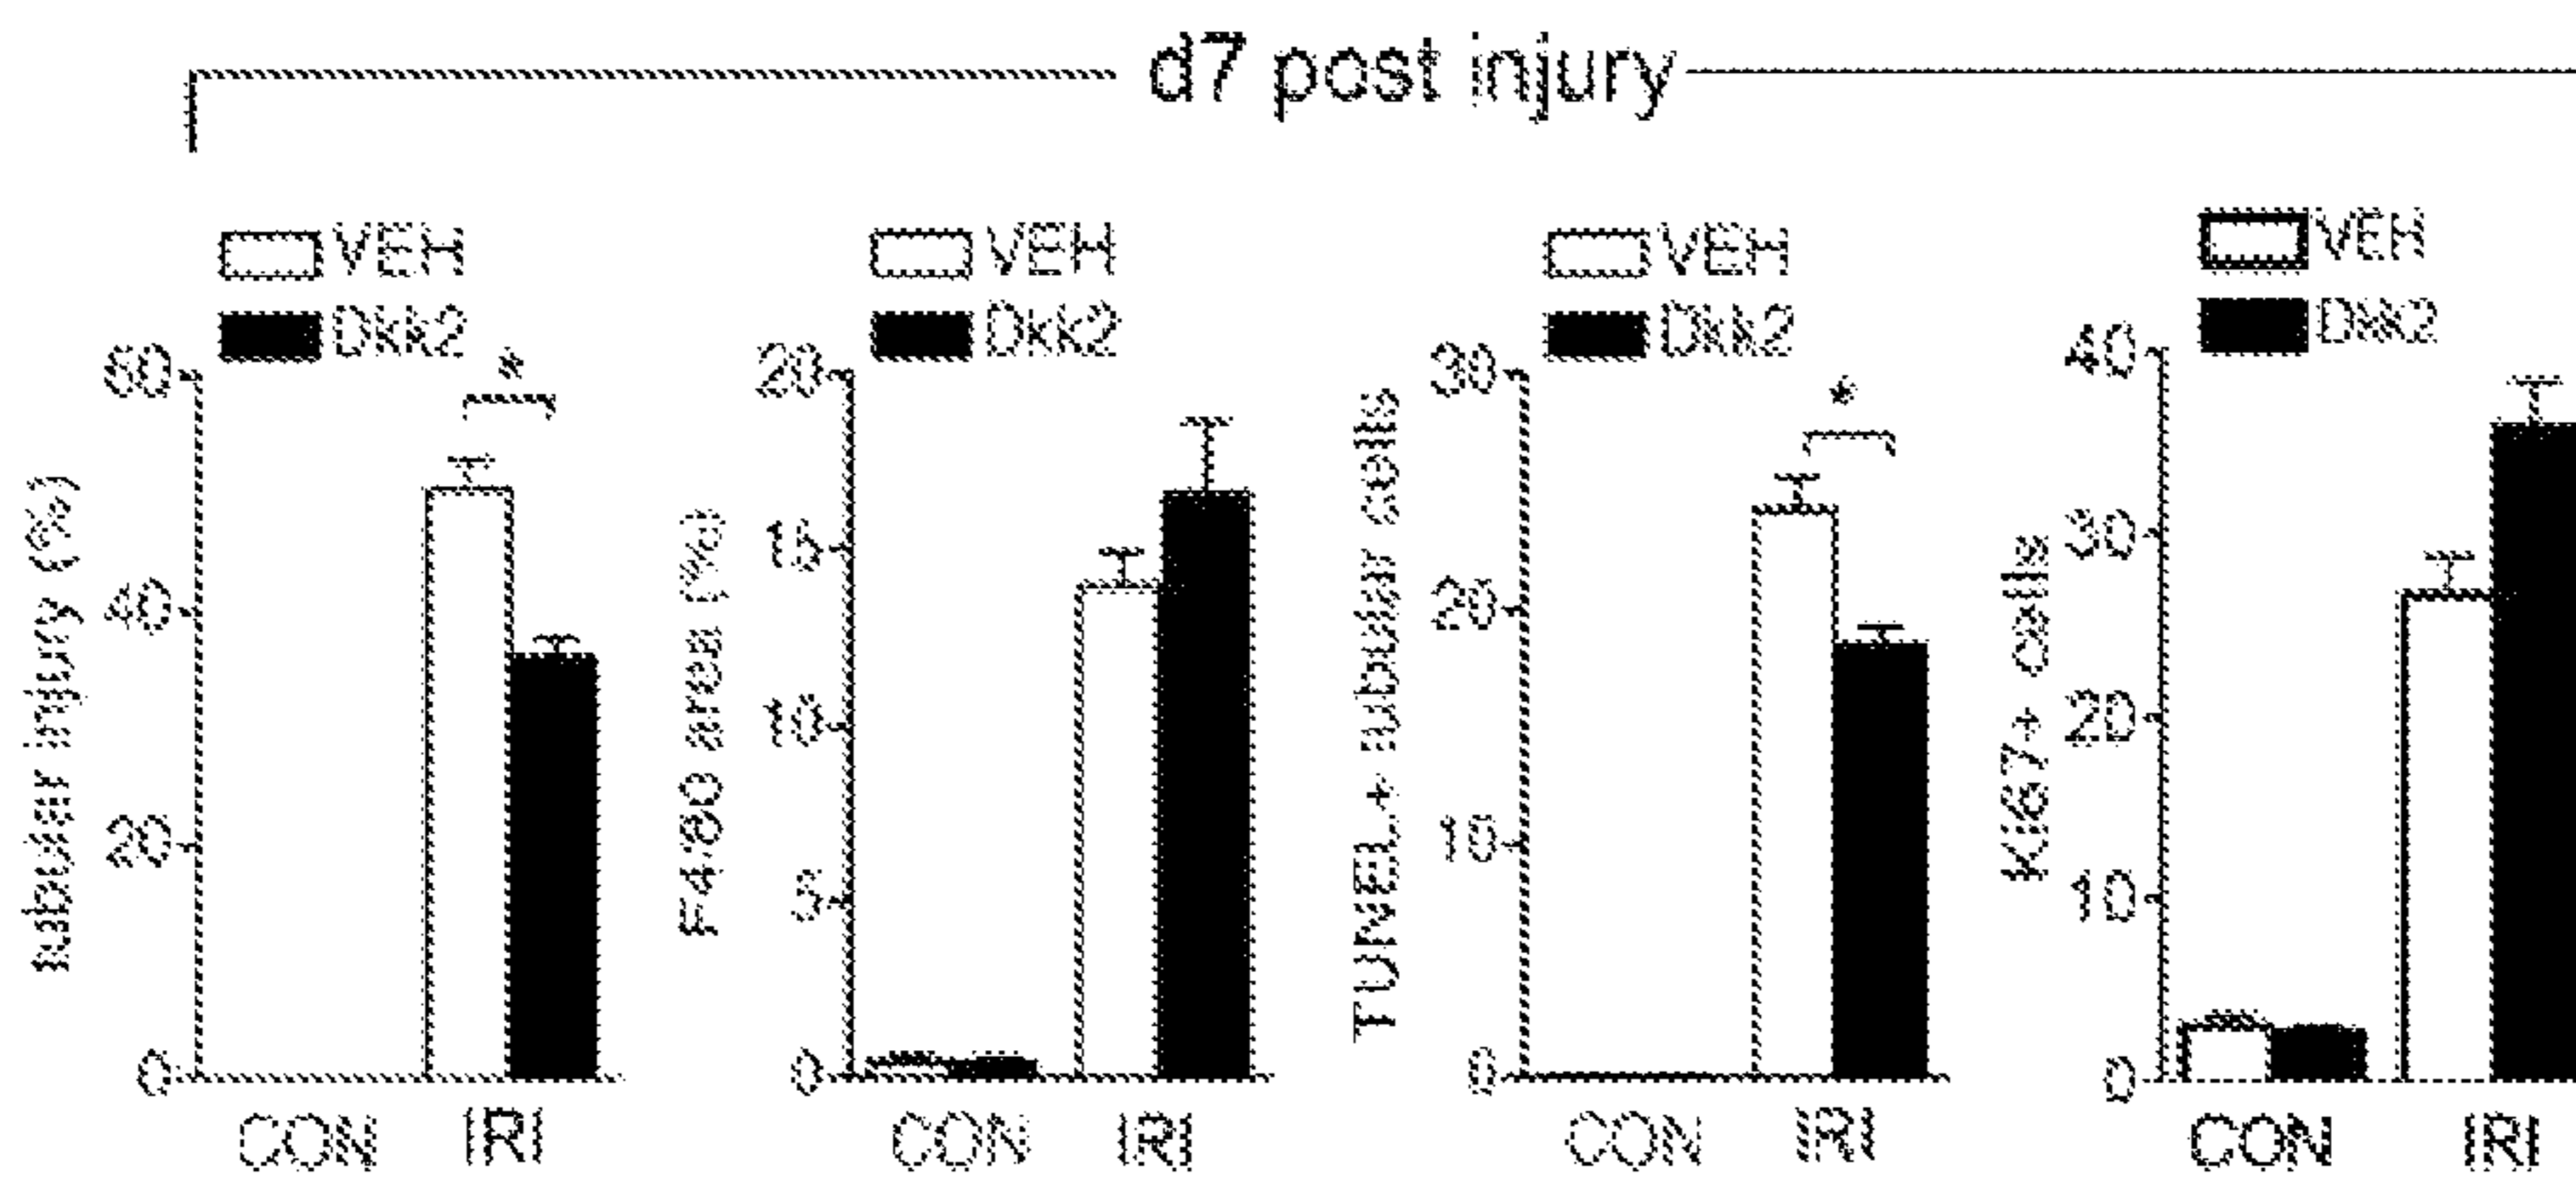 d7 post injury
VEH
Dkk2
*
tubular injury (%)
60
40
20
0
CON IRI
VEH
Dkk2
F4/80 area (%)
20
15
10
5
0
CON IRI
VEH
Dkk2
*
TUNEL+ tubular cells
30
20
10
0
CON IRI
VEH
Dkk2
Ki67+ cells
40
30
20
10
0
CON IRI